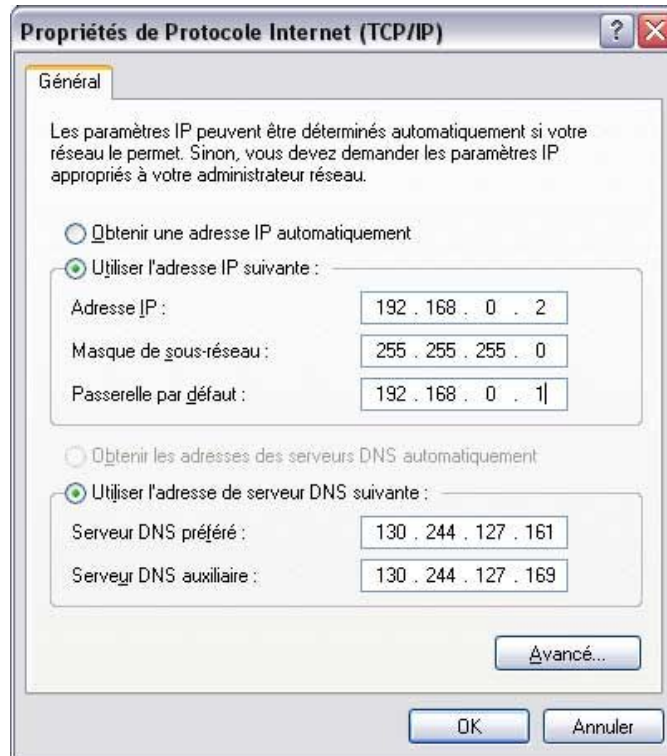 Propriétés de Protocole Internet (TCP/IP)
Général
Les paramètres IP peuvent être déterminés automatiquement si votre
réseau le permet. Sinon, vous devez demander les paramètres IP
appropriés à votre administrateur réseau.
Obtenir une adresse IP automatiquement
Utiliser l'adresse IP suivante :
Adresse IP : 192 . 168 . 0 . 2
Masque de sous-réseau : 255 . 255 . 255 . 0
Passerelle par défaut : 192 . 168 . 0 . 1
Obtenir les adresses des serveurs DNS automatiquement
Utiliser l'adresse de serveur DNS suivante :
Serveur DNS préféré : 130 . 244 . 127 . 161
Serveur DNS auxiliaire : 130 . 244 . 127 . 169
Avancé...
OK Annuler